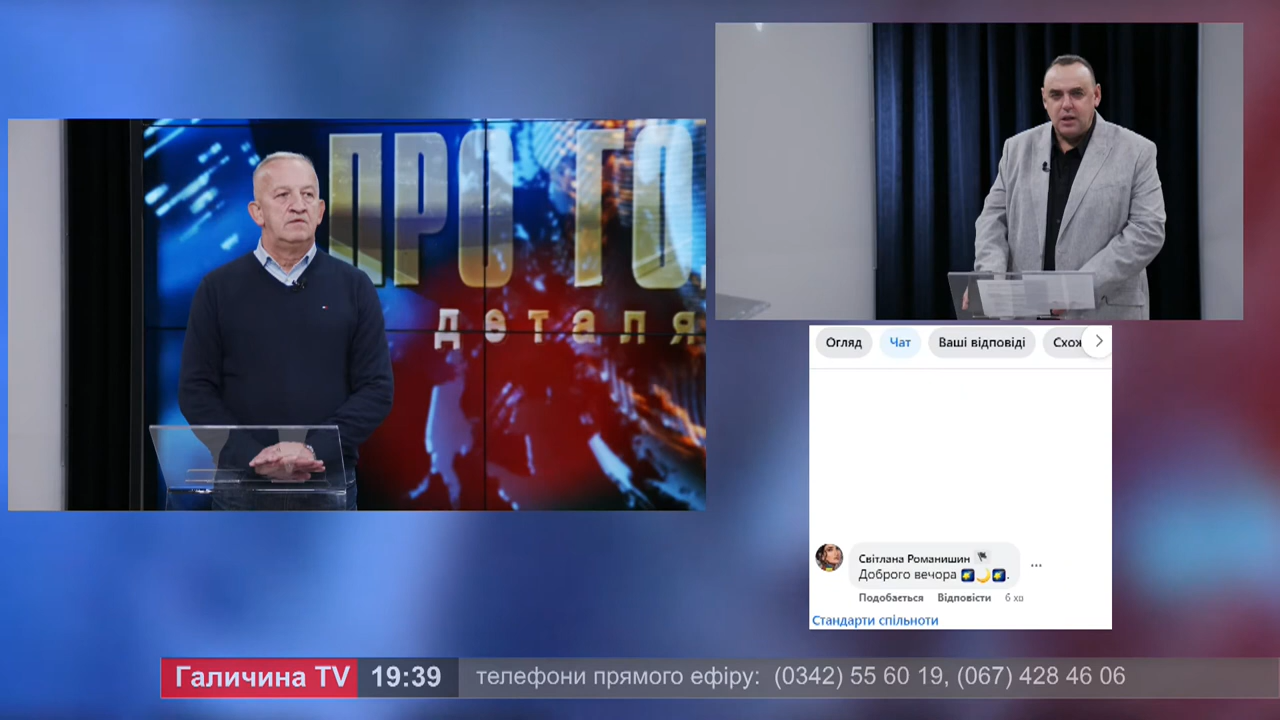 ПРО ГО
деталя
Огляд Чат Ваші відповіді Схож
Світлана Романишин
Доброго вечора
Подобається Відповісти 6 хв
Стандарти спільноти
Галичина TV 19:39 телефони прямого ефіру: (0342) 55 60 19, (067) 428 46 06